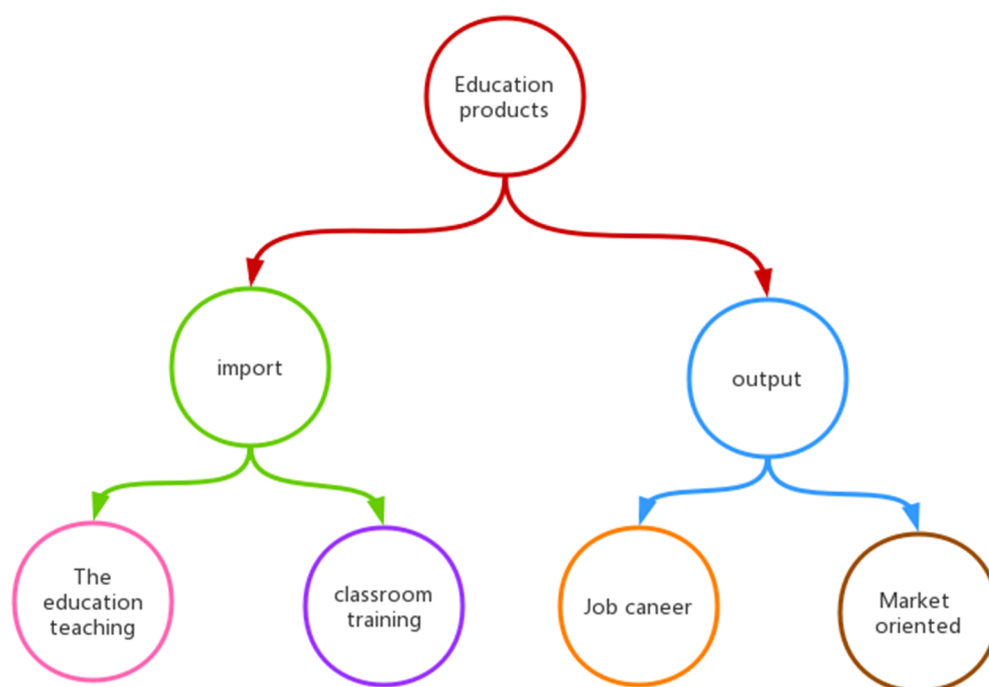 Education
products
import
output
The
education
teaching
classroom
training
Job caneer
Market
oriented